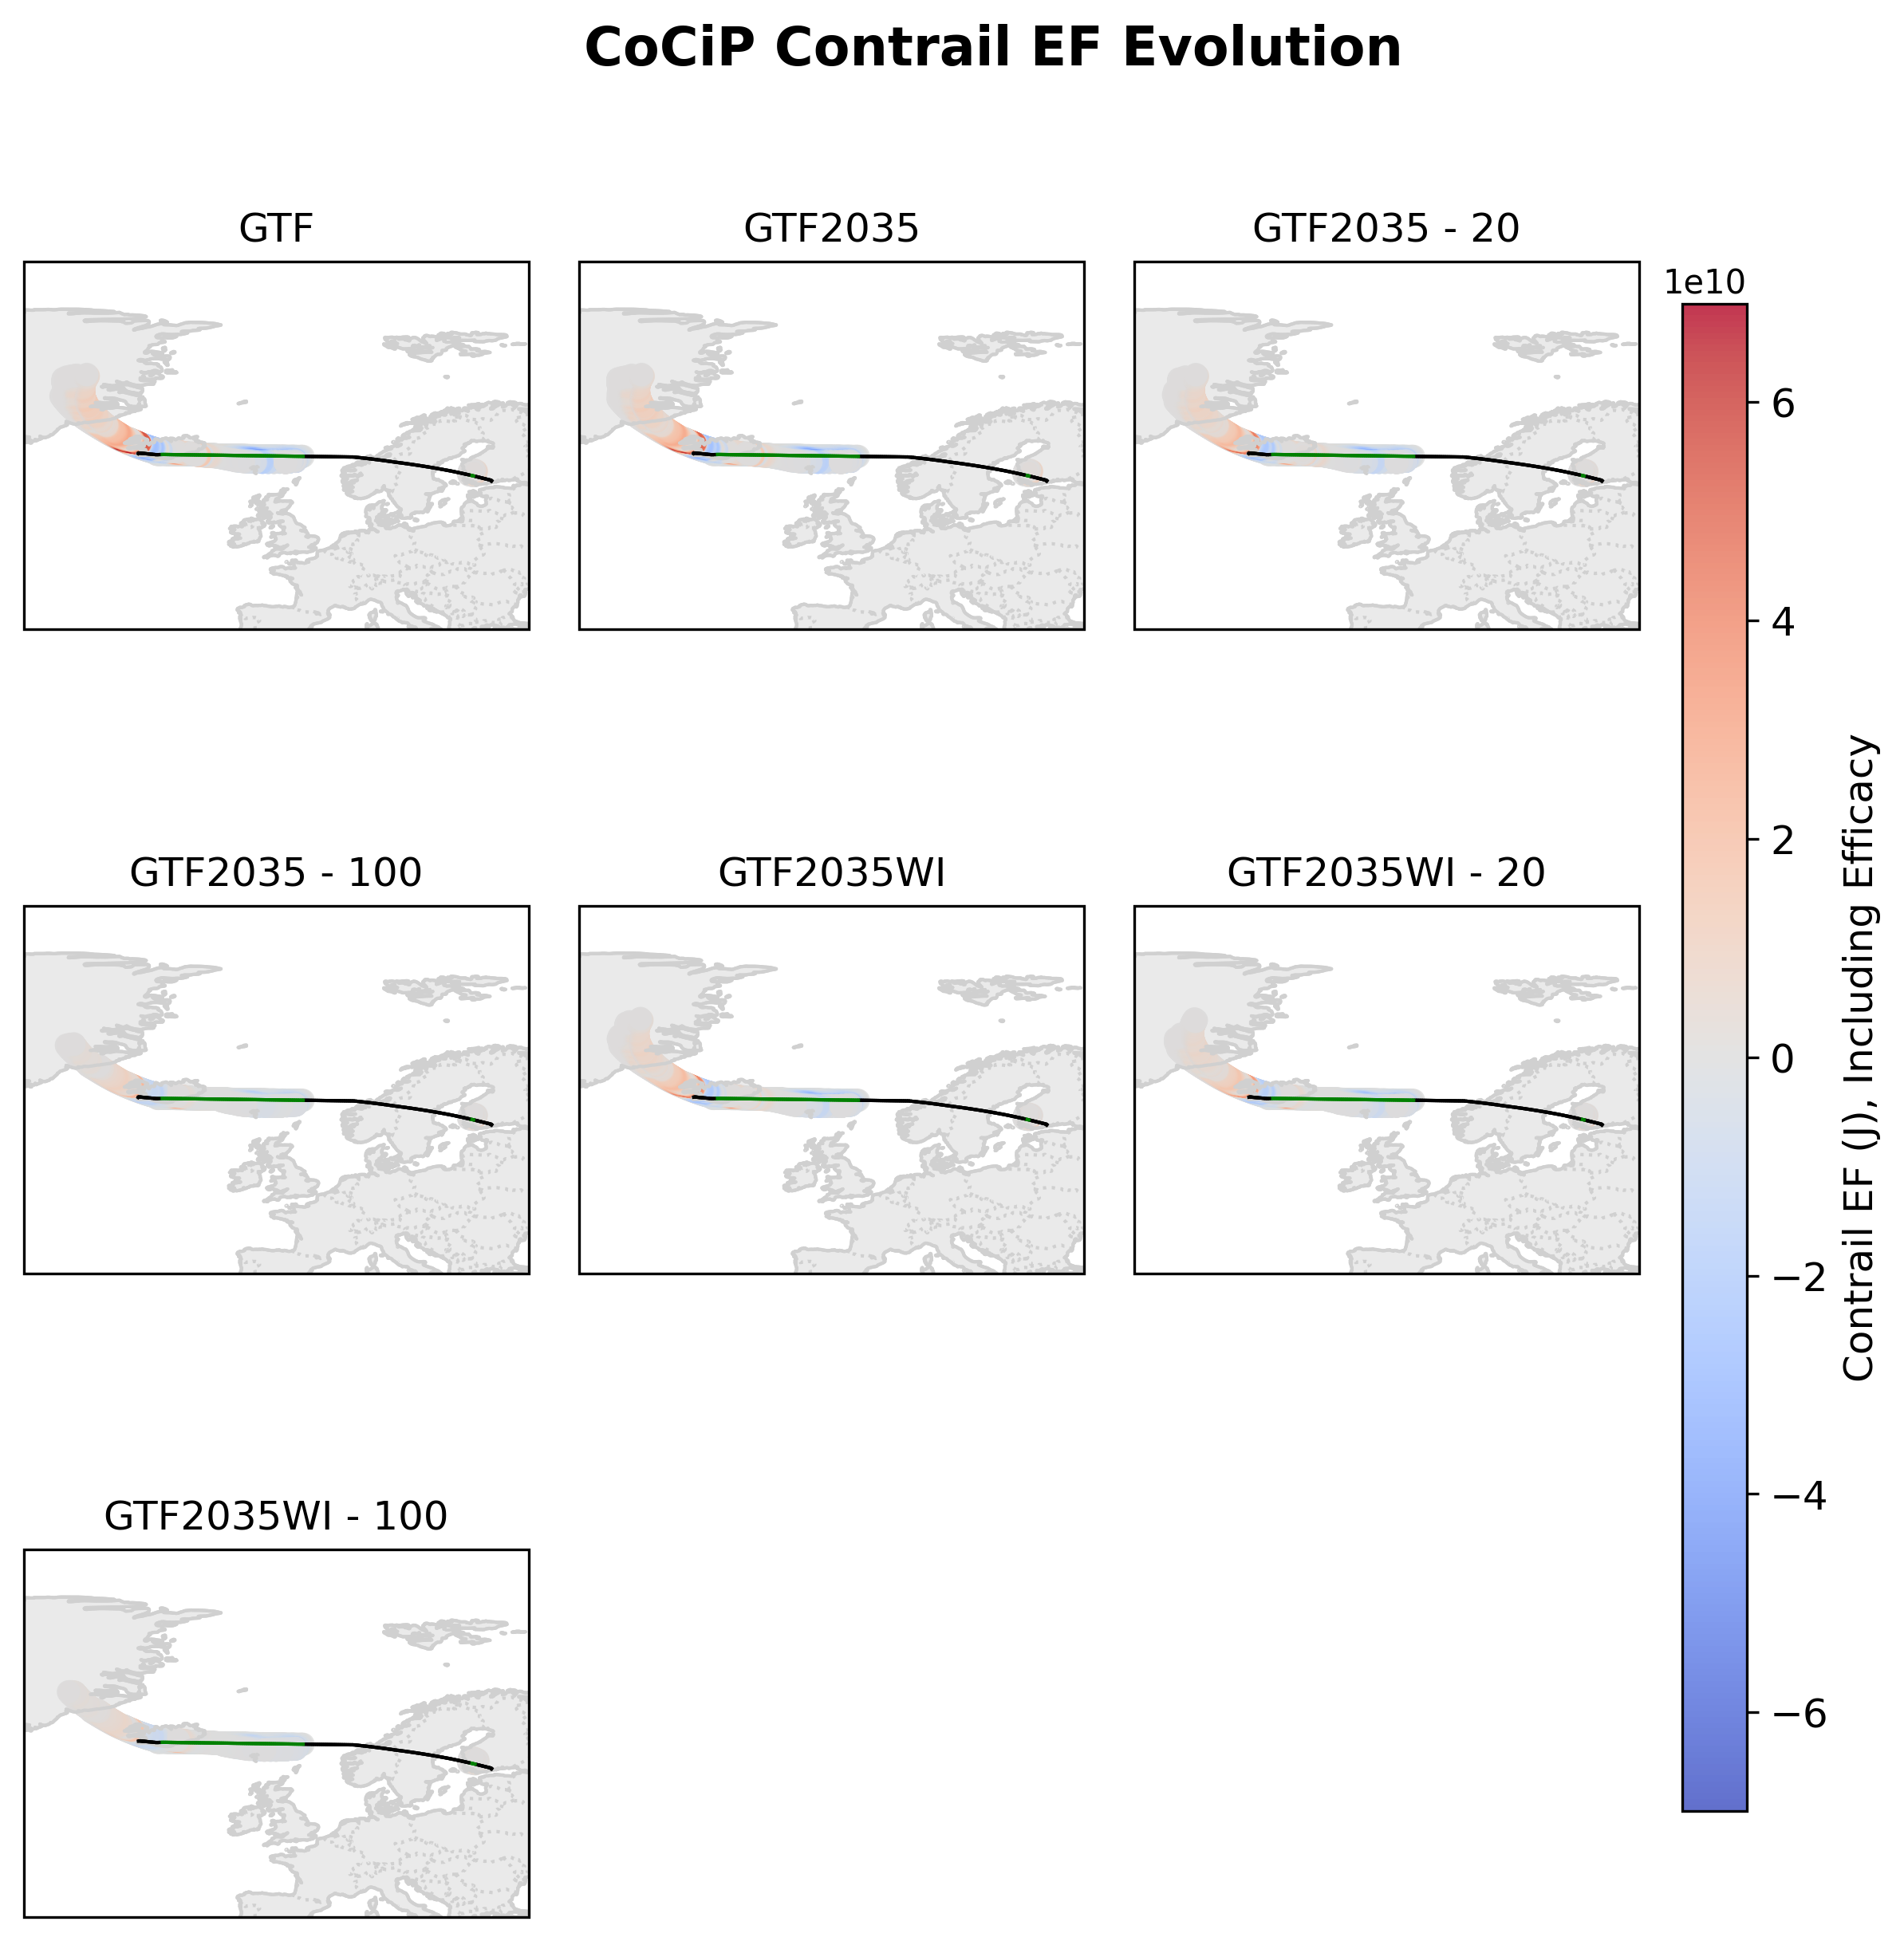 CoCiP Contrail EF Evolution
GTF
GTF2035
GTF2035 - 20
1e10
6
4
2
0
−2
−4
−6
Contrail EF (J), Including Efficacy
GTF2035 - 100
GTF2035WI
GTF2035WI - 20
GTF2035WI - 100